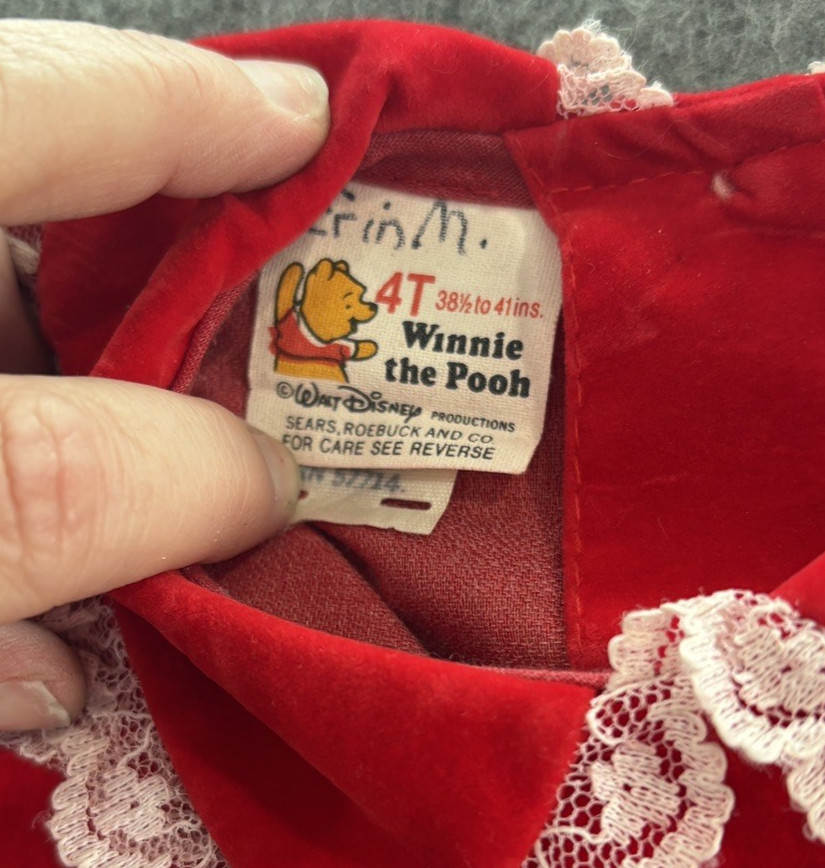 Erin M.
4T 38½ to 41 ins.
Winnie
the Pooh
©Walt Disney PRODUCTIONS
SEARS, ROEBUCK AND CO.
FOR CARE SEE REVERSE